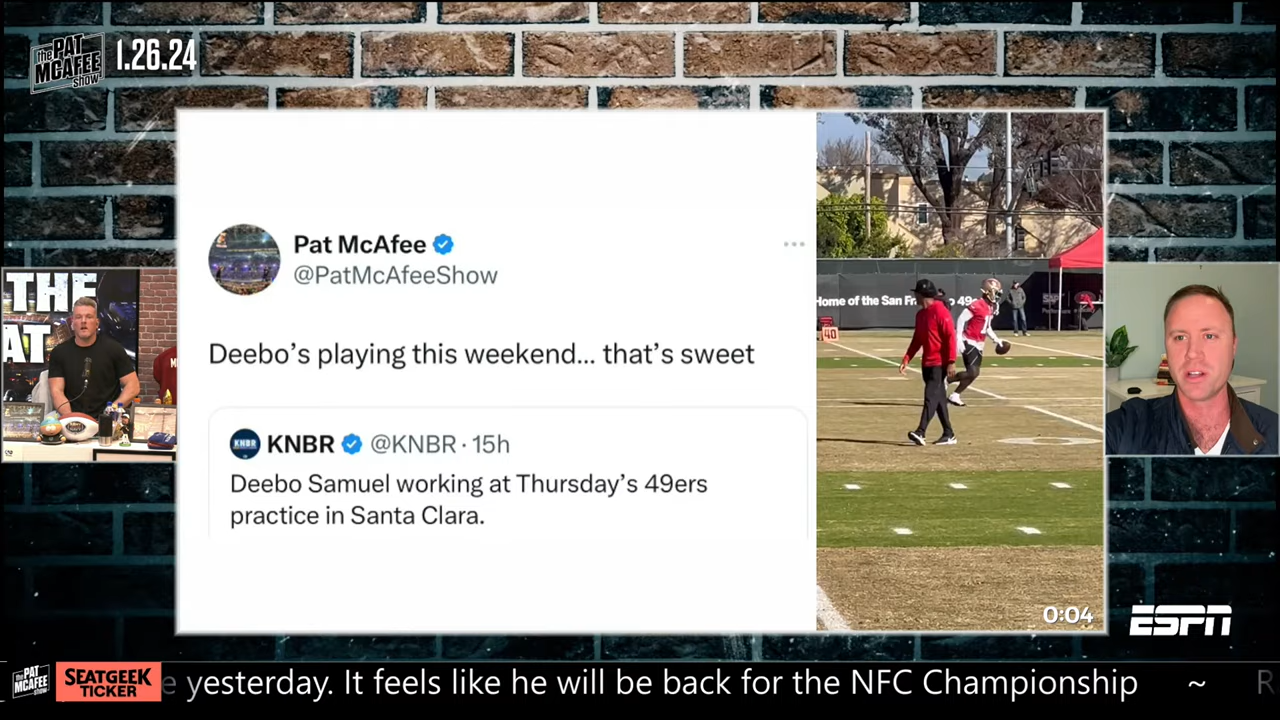 the PAT MCAFEE show
1.26.24
Pat McAfee
@PatMcAfeeShow
Deebo's playing this weekend... that's sweet
KNBR KNBR @KNBR · 15h
Deebo Samuel working at Thursday's 49ers
practice in Santa Clara.
THE
AT
Home of the San Fra o 49e
40
0:04
ESPN
the PAT MCAFEE show
SEATGEEK
TICKER
e yesterday. It feels like he will be back for the NFC Championship ~ R